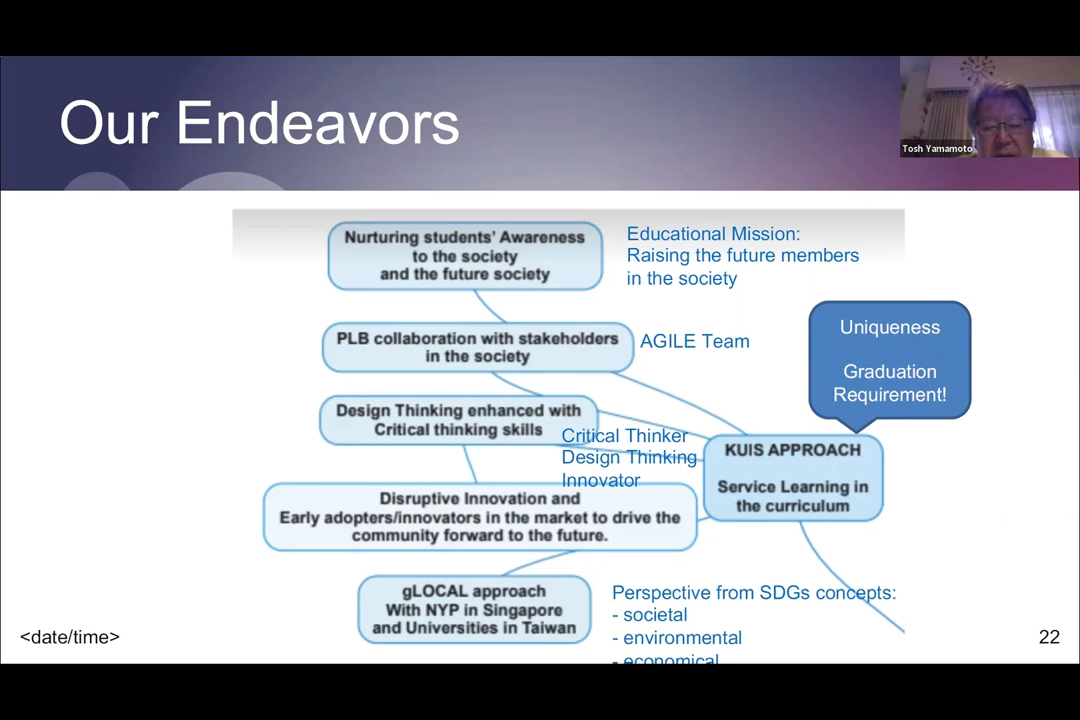 Our Endeavors
Tosh Yamamoto
Nurturing students' Awareness
to the society
and the future society
Educational Mission:
Raising the future members
in the society
PLB collaboration with stakeholders
in the society
AGILE Team
Uniqueness
Graduation
Requirement!
Design Thinking enhanced with
Critical thinking skills
Critical Thinker
Design Thinking
Innovator
KUIS APPROACH
Service Learning in
the curriculum
Disruptive Innovation and
Early adopters/innovators in the market to drive the
community forward to the future.
gLOCAL approach
With NYP in Singapore
and Universities in Taiwan
Perspective from SDGs concepts:
- societal
- environmental
- economical
<date/time>
22